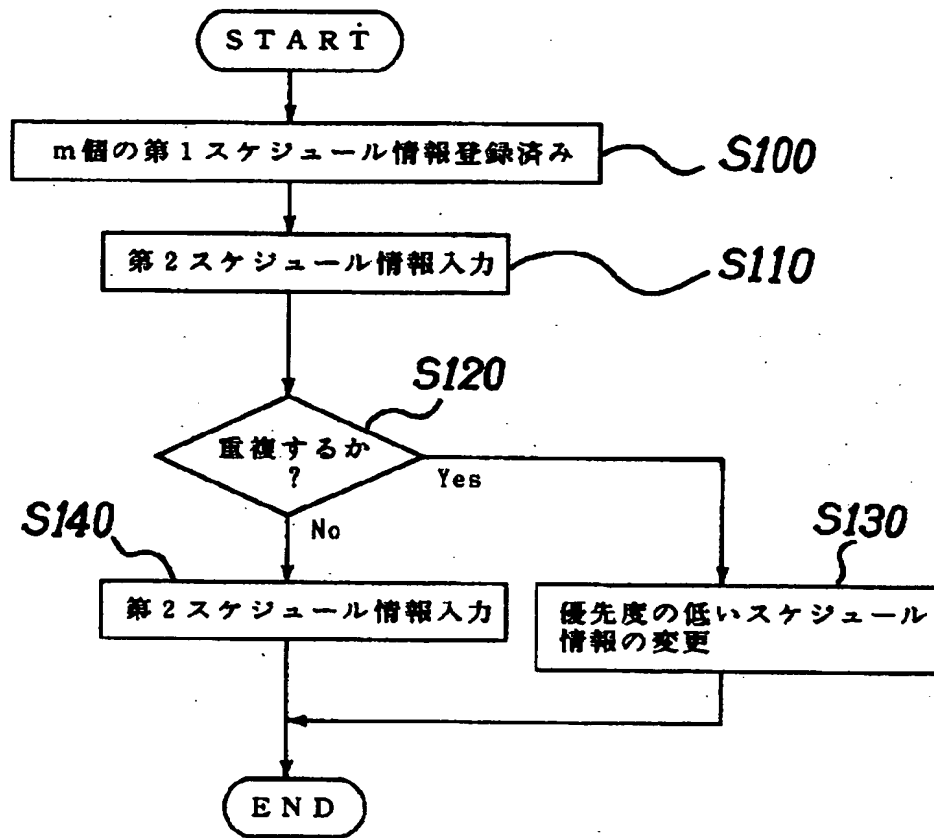 START
m個の第1スケジュール情報登録済み
S100
第2スケジュール情報入力
S110
S120
重複するか
?
Yes
No
S140
S130
第2スケジュール情報入力
優先度の低いスケジュール
情報の変更
END